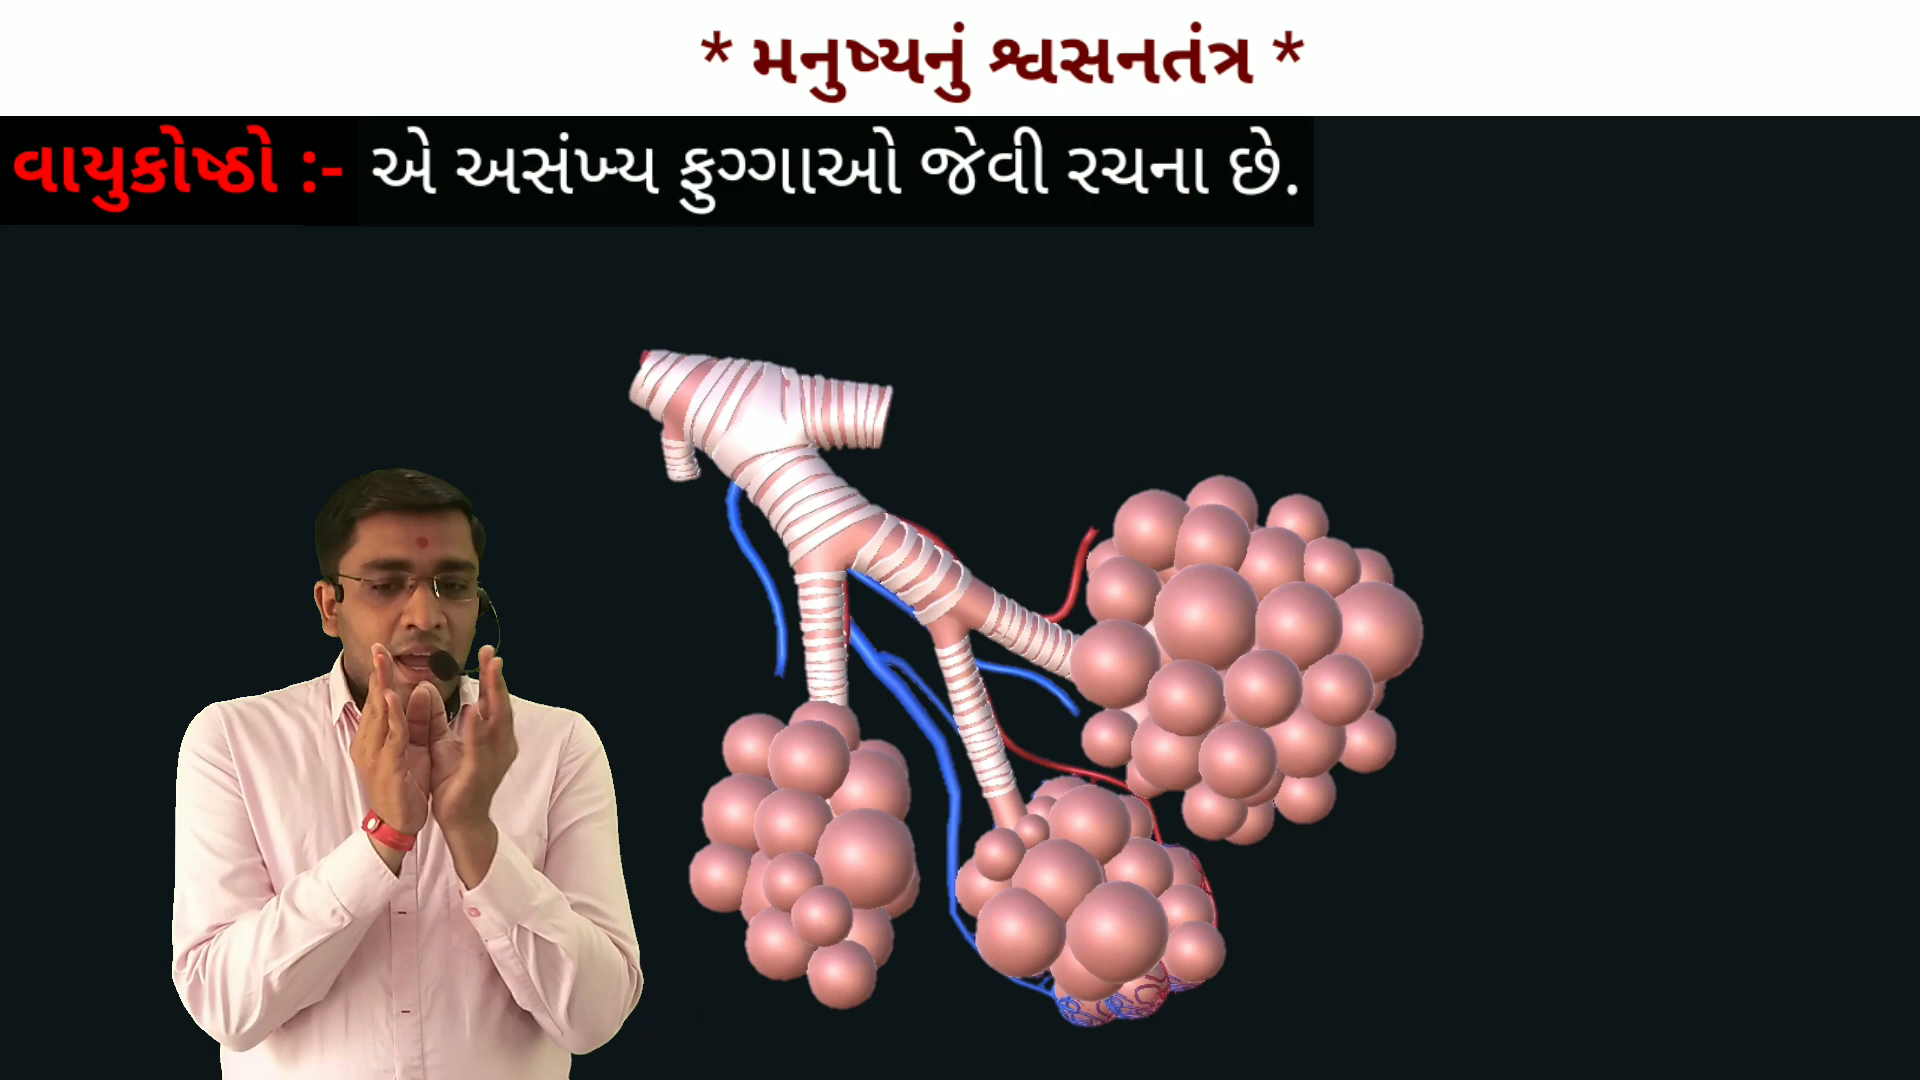 * મનુષ્યનું શ્વસનતંત્ર *
વાયુકોષ્ઠો :- એ અસંખ્ય ફુગ્ગાઓ જેવી રચના છે.